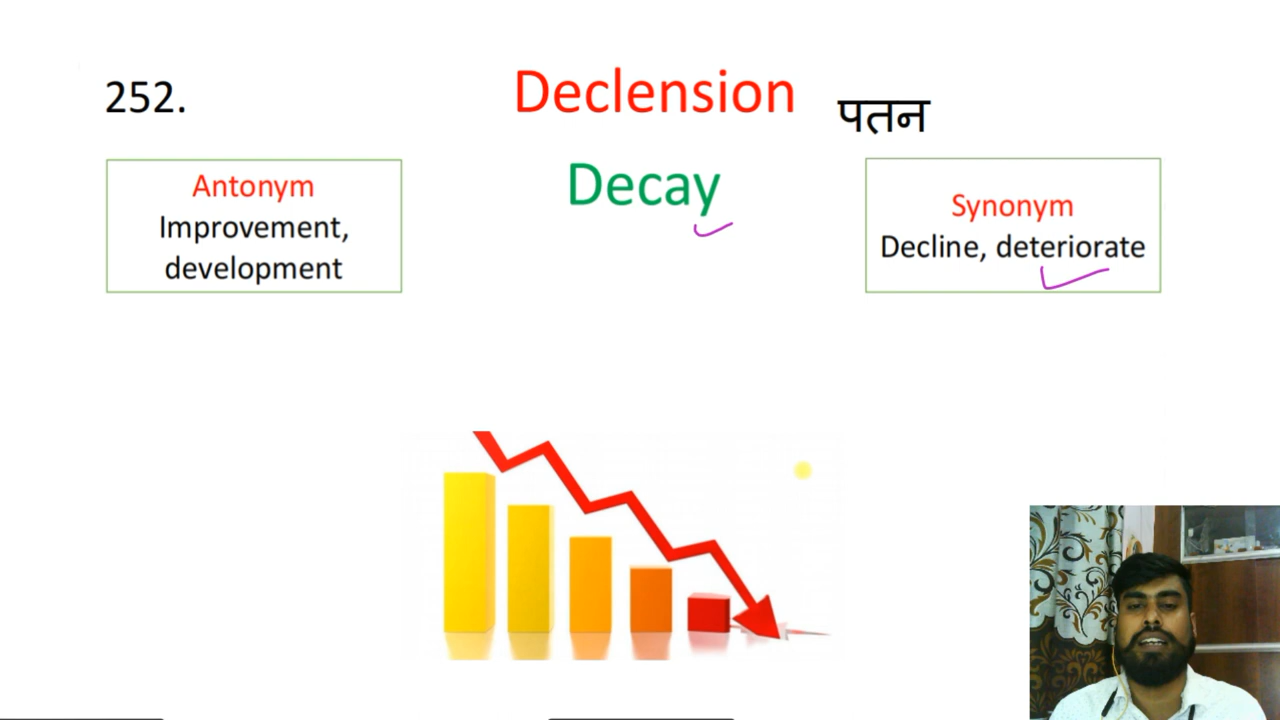 252.
Declension
पतन
Decay
Antonym
Improvement,
development
Synonym
Decline, deteriorate